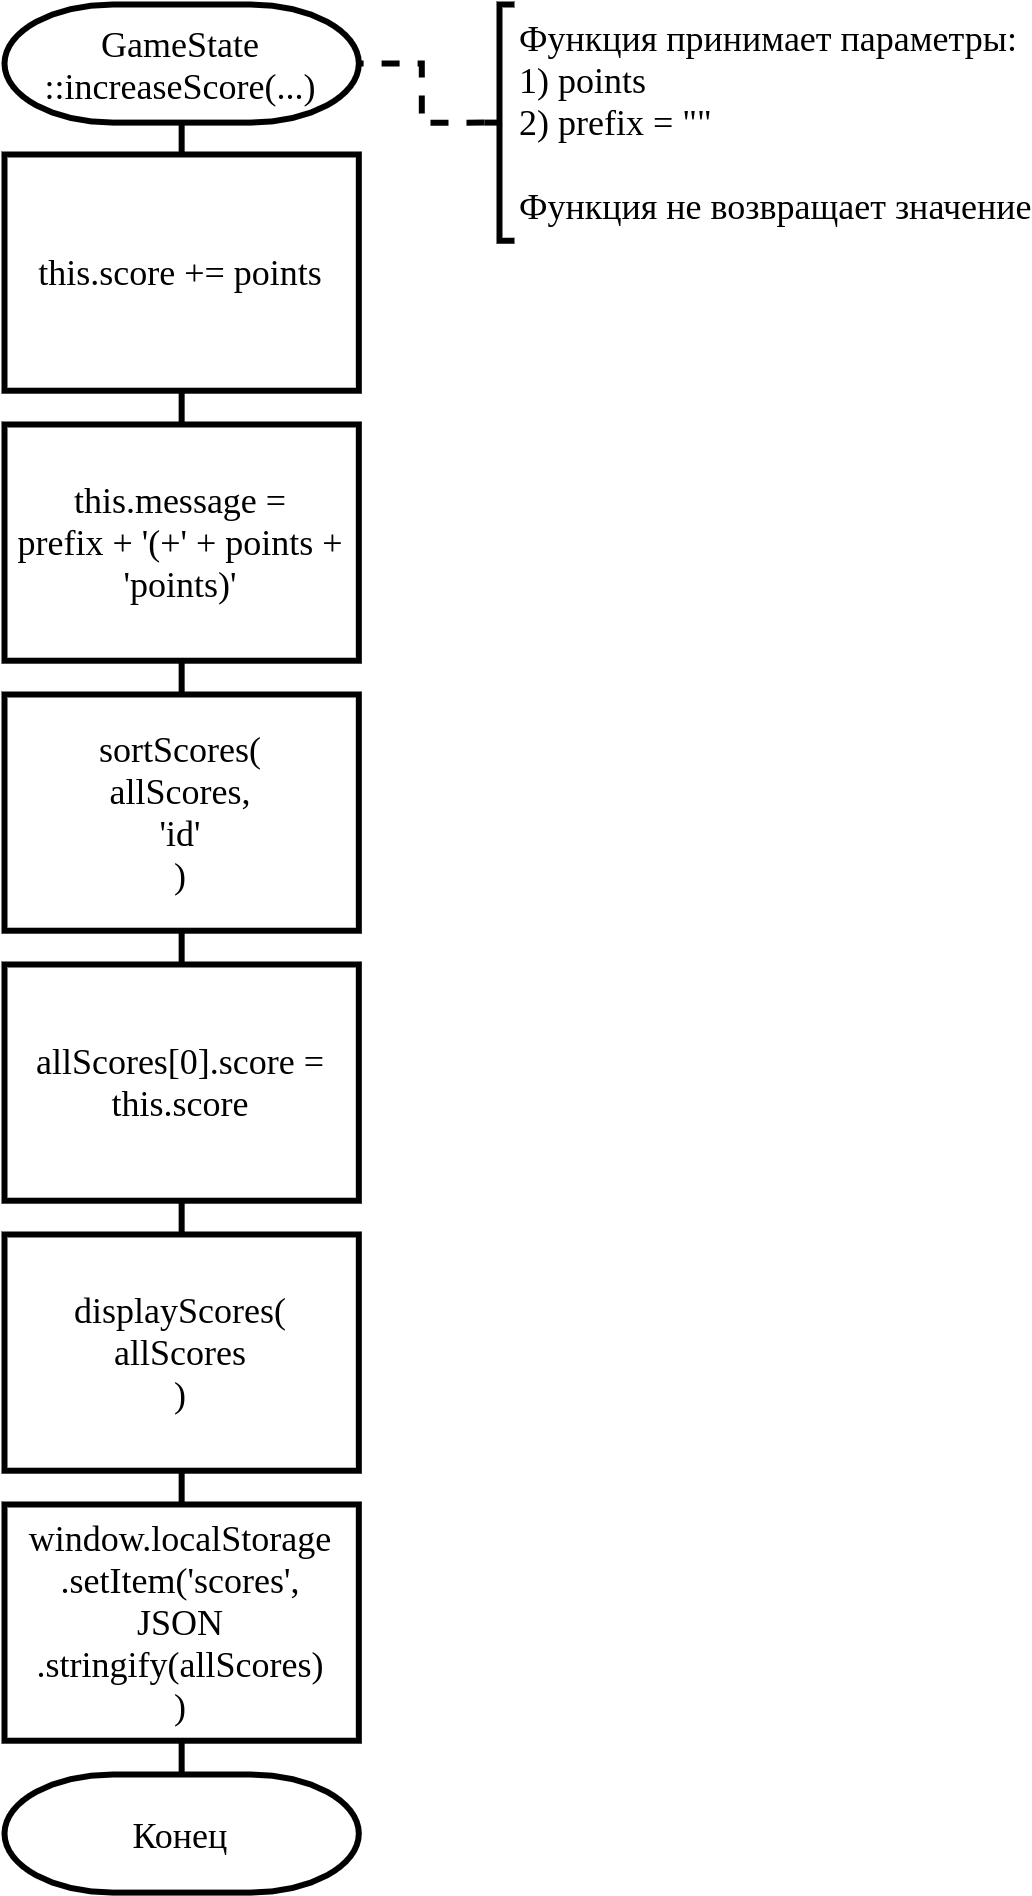 GameState
::increaseScore(...)
Функция принимает параметры:
1) points
2) prefix = ""
Функция не возвращает значение
this.score += points
this.message =
prefix + '(+' + points +
'points)'
sortScores(
allScores,
'id'
)
allScores[0].score =
this.score
displayScores(
allScores
)
window.localStorage
.setItem('scores',
JSON
.stringify(allScores)
)
Конец